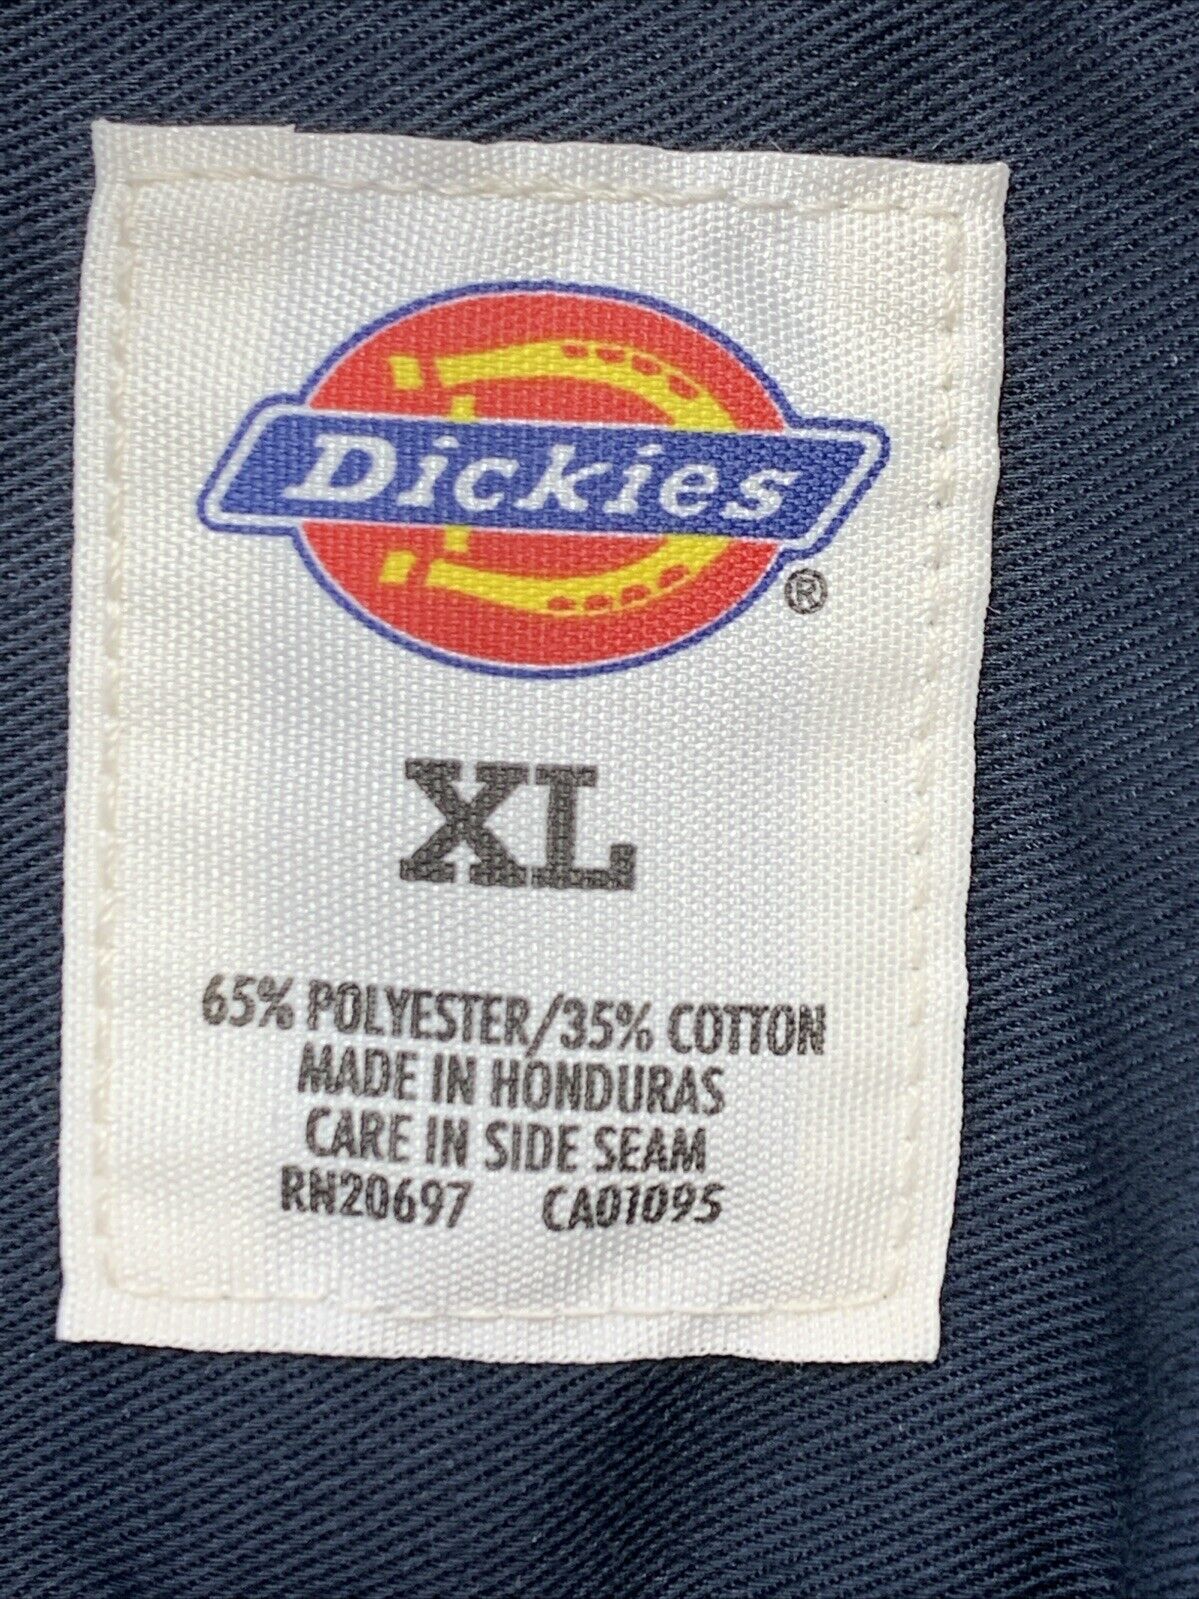 Dickies
®
XL
65% POLYESTER/35% COTTON
MADE IN HONDURAS
CARE IN SIDE SEAM
RN20697 CA01095